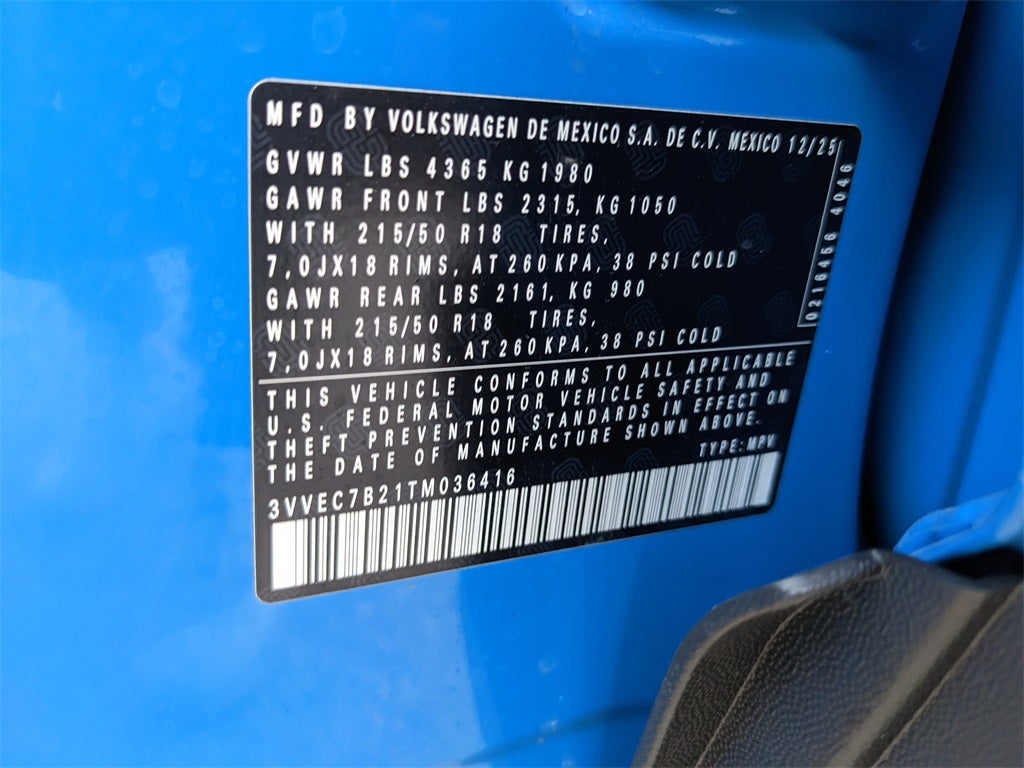 MFD BY VOLKSWAGEN DE MEXICO S.A. DE C.V. MEXICO 12/25
GVWR LBS 4365 KG 1980
GAWR FRONT LBS 2315, KG 1050
WITH 215/50 R18 TIRES,
7,0JX18 RIMS, AT 260 KPA, 38 PSI COLD
GAWR REAR LBS 2161, KG 980
WITH 215/50 R18 TIRES,
7,0JX18 RIMS, AT 260 KPA, 38 PSI COLD
0216456 4046
THIS VEHICLE CONFORMS TO ALL APPLICABLE
U.S. FEDERAL MOTOR VEHICLE SAFETY AND
THEFT PREVENTION STANDARDS IN EFFECT ON
THE DATE OF MANUFACTURE SHOWN ABOVE.
TYPE: MPV
3VVEC7B21TM036416